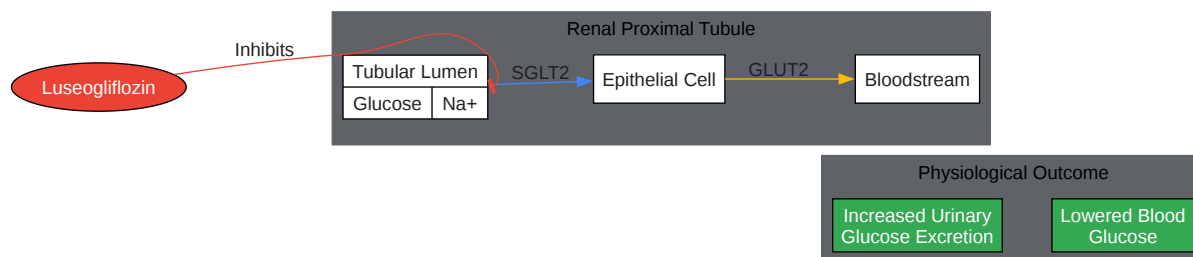 Renal Proximal Tubule
Inhibits
Luseogliflozin
Tubular Lumen
Glucose
Na+
SGLT2
Epithelial Cell
GLUT2
Bloodstream
Physiological Outcome
Increased Urinary
Glucose Excretion
Lowered Blood
Glucose